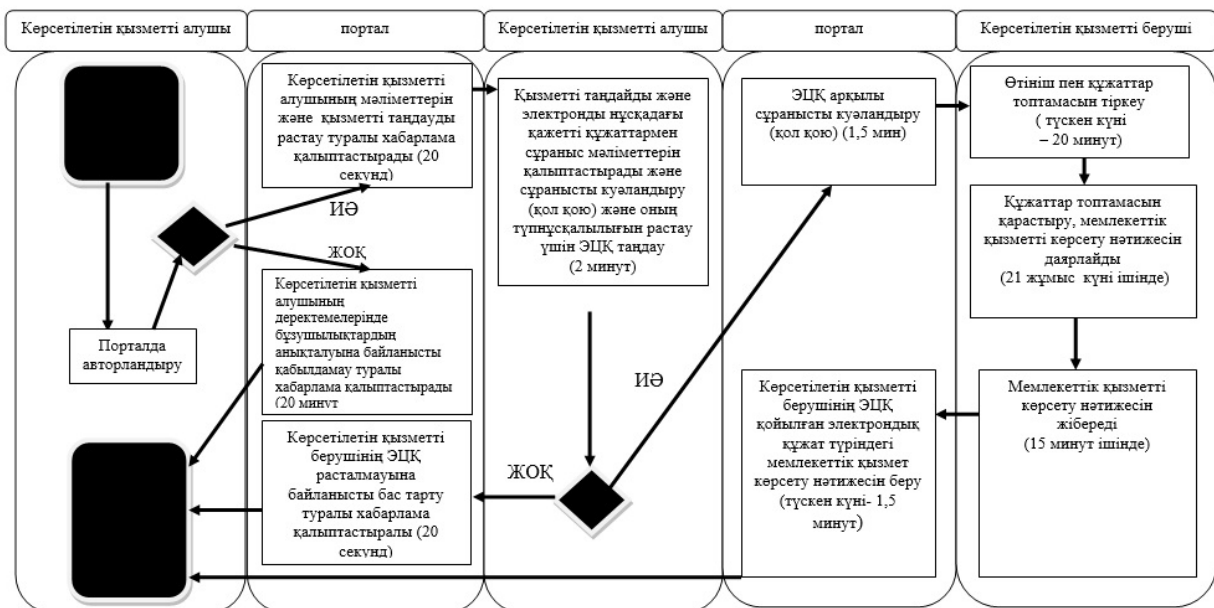 Көрсетілетін қызметті алушы
портал
Көрсетілетін қызметті алушы
портал
Көрсетілетін қызметті беруші
Көрсетілетін қызметті
алушының мәліметтерін
және қызметті таңдауды
растау туралы хабарлама
қалыптастырады (20
секунд)
ИӘ
ЖОҚ
Порталда
авторландыру
Көрсетілетін қызметті
алушының
деректемелерінде
бұзушылықтардың
анықталуына байланысты
қабылдамау туралы
хабарлама қалыптастырады
(20 минут
Көрсетілетін қызметті
берушінің ЭЦҚ
расталмауына
байланысты бас тарту
туралы хабарлама
қалыптастыралы (20
секунд)
Қызметті таңдайды және
электронды нұсқадағы
қажетті құжаттармен
сұраныс мәліметтерін
қалыптастырады және
сұранысты куәландыру
(қол қою) және оның
түпнұсқалылығын растау
үшін ЭЦҚ таңдау
(2 минут)
ИӘ
ЖОҚ
ЭЦҚ арқылы
сұранысты куәландыру
(қол қою) (1,5 мин)
Көрсетілетін қызметті
берушінің ЭЦҚ
қойылған электрондық
құжат түріндегі
мемлекеттік қызмет
көрсету нәтижесін беру
(түскен күні- 1,5
минут)
Өтініш пен құжаттар
топтамасын тіркеу
( түскен күні
– 20 минут)
Құжаттар топтамасын
қарастыру, мемлекеттік
қызметті көрсету нәтижесін
даярлайды
(21 жұмыс күні ішінде)
Мемлекеттік қызметті
көрсету нәтижесін
жібереді
(15 минут ішінде)